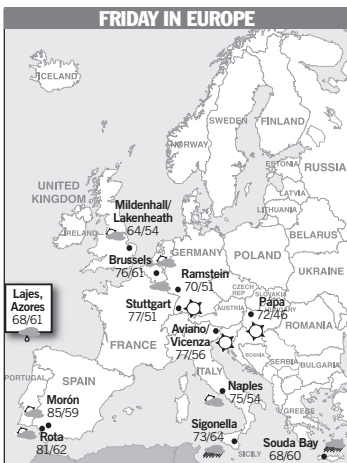 FRIDAY IN EUROPE
ICELAND
SWEDEN
FINLAND
NORWAY
ESTONIA
RUSSIA
LATVIA
LITHUANIA
UNITED
KINGDOM
IRELAND
Mildenhall/
Lakenheath
64/54
BELARUS
Brussels
76/61
GERMANY
POLAND
Ramstein
70/51
UKRAINE
Lajes,
Azores
68/61
Stuttgart
77/51
CZECH
REP
SLOVAKIA
Pápa
72/46
HUNGARY
AUSTRIA
ROMANIA
FRANCE
Aviano/
Vicenza
77/56
BOSNIA
SERBIA
BULGARIA
ITALY
PORTUGAL
SPAIN
Morón
85/59
Naples
75/54
GREECE
Rota
81/62
Sigonella
73/64
SICILY
Souda Bay
68/60